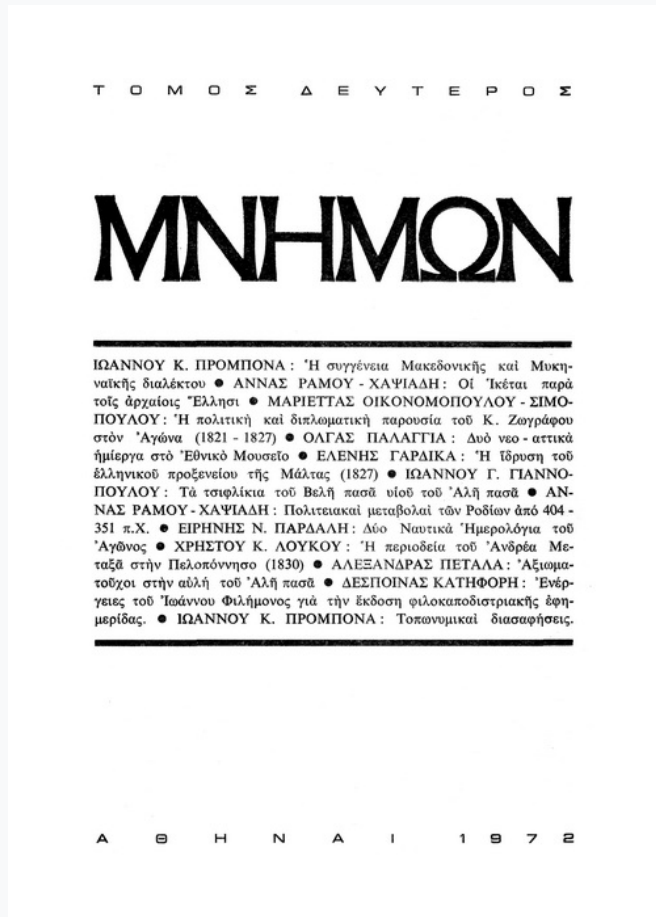 ΤΟΜΟΣ ΔΕΥΤΕΡΟΣ
ΜΝΗΜΩΝ
ΙΩΑΝΝΟΥ Κ. ΠΡΟΜΠΟΝΑ : Ἡ συγγένεια Μακεδονικῆς καὶ Μυκη-
ναϊκῆς διαλέκτου ● ΑΝΝΑΣ ΡΑΜΟΥ - ΧΑΨΙΑΔΗ : Οἱ Ἱκέται παρὰ
τοῖς ἀρχαίοις Ἕλλησι ● ΜΑΡΙΕΤΤΑΣ ΟΙΚΟΝΟΜΟΠΟΥΛΟΥ - ΣΙΜΟ-
ΠΟΥΛΟΥ : Ἡ πολιτικὴ καὶ διπλωματικὴ παρουσία τοῦ Κ. Ζωγράφου
στὸν Ἀγώνα (1821 - 1827) ● ΟΛΓΑΣ ΠΑΛΑΓΓΙΑ : Δυὸ νεο - αττικὰ
ἡμίεργα στὸ Ἐθνικὸ Μουσεῖο ● ΕΛΕΝΗΣ ΓΑΡΔΙΚΑ : Ἡ ἵδρυση τοῦ
ἑλληνικοῦ προξενείου τῆς Μάλτας (1827) ● ΙΩΑΝΝΟΥ Γ. ΓΙΑΝΝΟ-
ΠΟΥΛΟΥ : Τὰ τσιφλίκια τοῦ Βελῆ πασᾶ υἱοῦ τοῦ Ἀλῆ πασᾶ ● ΑΝ-
ΝΑΣ ΡΑΜΟΥ - ΧΑΨΙΑΔΗ : Πολιτειακαὶ μεταβολαὶ τῶν Ροδίων ἀπό 404 -
351 π.Χ. ● ΕΙΡΗΝΗΣ Ν. ΠΑΡΔΑΛΗ : Δύο Ναυτικὰ Ἡμερολόγια τοῦ
Ἀγῶνος ● ΧΡΗΣΤΟΥ Κ. ΛΟΥΚΟΥ : Ἡ περιοδεία τοῦ Ἀνδρέα Με-
ταξᾶ στὴν Πελοπόννησο (1830) ● ΑΛΕΞΑΝΔΡΑΣ ΠΕΤΑΛΑ : Ἀξιωμα-
τοῦχοι στὴν αὐλὴ τοῦ Ἀλῆ πασᾶ ● ΔΕΣΠΟΙΝΑΣ ΚΑΤΗΦΟΡΗ : Ἐνέρ-
γειες τοῦ Ἰωάννου Φιλήμονος γιὰ τὴν ἔκδοση φιλοκαποδιστριακῆς ἐφη-
μερίδας. ● ΙΩΑΝΝΟΥ Κ. ΠΡΟΜΠΟΝΑ : Τοπωνυμικαὶ διασαφήσεις.
ΑΘΗΝΑΙ 1972